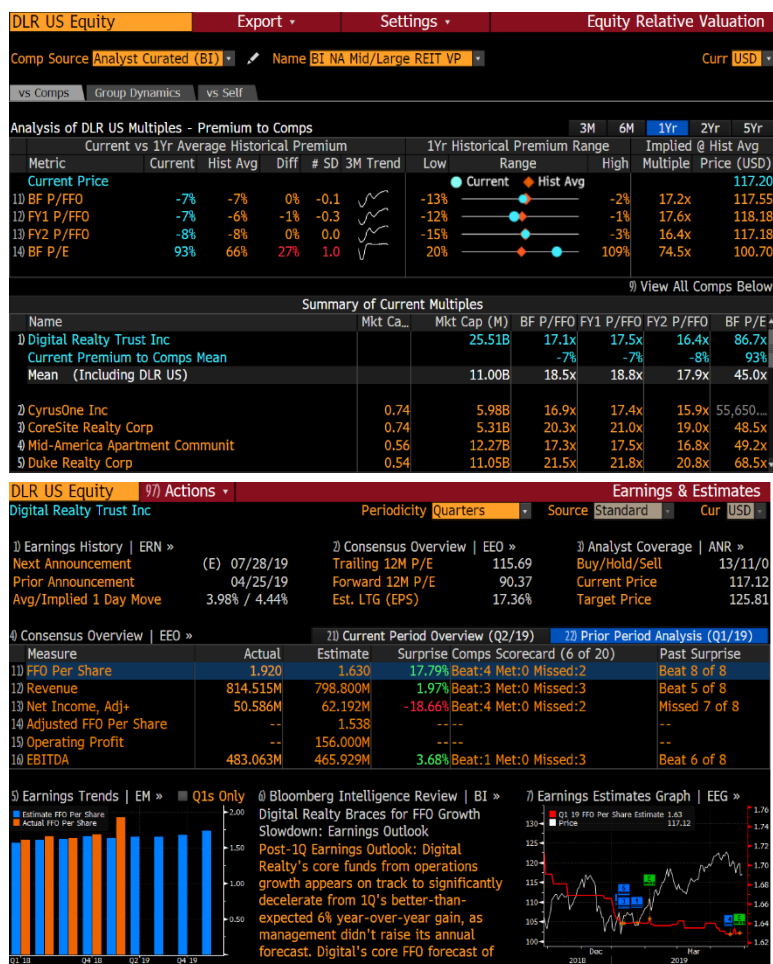 DLR US Equity Export Settings Equity Relative Valuation
Comp Source Analyst Curated (BI) Name BI NA Mid/Large REIT VP Curr USD
vs Comps Group Dynamics vs Self
Analysis of DLR US Multiples - Premium to Comps 3M 6M 1Yr 2Yr 5Yr
Current vs 1Yr Average Historical Premium 1Yr Historical Premium Range Implied @ Hist Avg
Metric Current Hist Avg Diff # SD 3M Trend Low Range High Multiple Price (USD)
Current Price Current Hist Avg 117.20
11) BF P/FFO -7% -7% 0% -0.1 -13% -2% 17.2x 117.55
12) FY1 P/FFO -7% -6% -1% -0.3 -12% -1% 17.6x 118.18
13) FY2 P/FFO -8% -8% 0% 0.0 -15% -3% 16.4x 117.18
14) BF P/E 93% 66% 27% 1.0 20% 109% 74.5x 100.70
9) View All Comps Below
Summary of Current Multiples
Name Mkt Ca... Mkt Cap (M) BF P/FFO FY1 P/FFO FY2 P/FFO BF P/E
1) Digital Realty Trust Inc 25.51B 17.1x 17.5x 16.4x 86.7x
Current Premium to Comps Mean -7% -7% -8% 93%
Mean (Including DLR US) 11.00B 18.5x 18.8x 17.9x 45.0x
2) CyrusOne Inc 0.74 5.98B 16.9x 17.4x 15.9x 55,650...
3) CoreSite Realty Corp 0.74 5.31B 20.3x 21.0x 19.0x 48.5x
4) Mid-America Apartment Communit 0.56 12.27B 17.3x 17.5x 16.8x 49.2x
5) Duke Realty Corp 0.54 11.05B 21.5x 21.8x 20.8x 68.5x
DLR US Equity 97) Actions Earnings & Estimates
Digital Realty Trust Inc Periodicity Quarters Source Standard Cur USD
1) Earnings History | ERN » 2) Consensus Overview | EEO » 3) Analyst Coverage | ANR »
Next Announcement (E) 07/28/19 Trailing 12M P/E 115.69 Buy/Hold/Sell 13/11/0
Prior Announcement 04/25/19 Forward 12M P/E 90.37 Current Price 117.12
Avg/Implied 1 Day Move 3.98% / 4.44% Est. LTG (EPS) 17.36% Target Price 125.81
4) Consensus Overview | EEO » 21) Current Period Overview (Q2/19) 22) Prior Period Analysis (Q1/19)
Measure Actual Estimate Surprise Comps Scorecard (6 of 20) Past Surprise
11) FFO Per Share 1.920 1.630 17.79% Beat:4 Met:0 Missed:2 Beat 8 of 8
12) Revenue 814.515M 798.800M 1.97% Beat:3 Met:0 Missed:3 Beat 5 of 8
13) Net Income, Adj+ 50.586M 62.192M -18.66% Beat:4 Met:0 Missed:2 Missed 7 of 8
14) Adjusted FFO Per Share -- 1.538 -- -- --
15) Operating Profit -- 156.000M -- -- --
16) EBITDA 483.063M 465.929M 3.68% Beat:1 Met:0 Missed:3 Beat 6 of 8
5) Earnings Trends | EM » Q1s Only 6) Bloomberg Intelligence Review | BI » 7) Earnings Estimates Graph | EEG »
Estimate FFO Per Share
Actual FFO Per Share
2.00
1.50
1.00
0.50
Q1 18 Q4 18 Q2 19 Q4 19
Digital Realty Braces for FFO Growth
Slowdown: Earnings Outlook
Post-1Q Earnings Outlook: Digital
Realty's core funds from operations
growth appears on track to significantly
decelerate from 1Q's better-than-
expected 6% year-over-year gain, as
management didn't raise its annual
forecast. Digital's core FFO forecast of
Q1 19 FFO Per Share Estimate 1.63
Price 117.12
130
125
120
115
110
105
100
1.76
1.74
1.72
1.70
1.68
1.66
1.64
1.62
Dec Mar
2018 2019